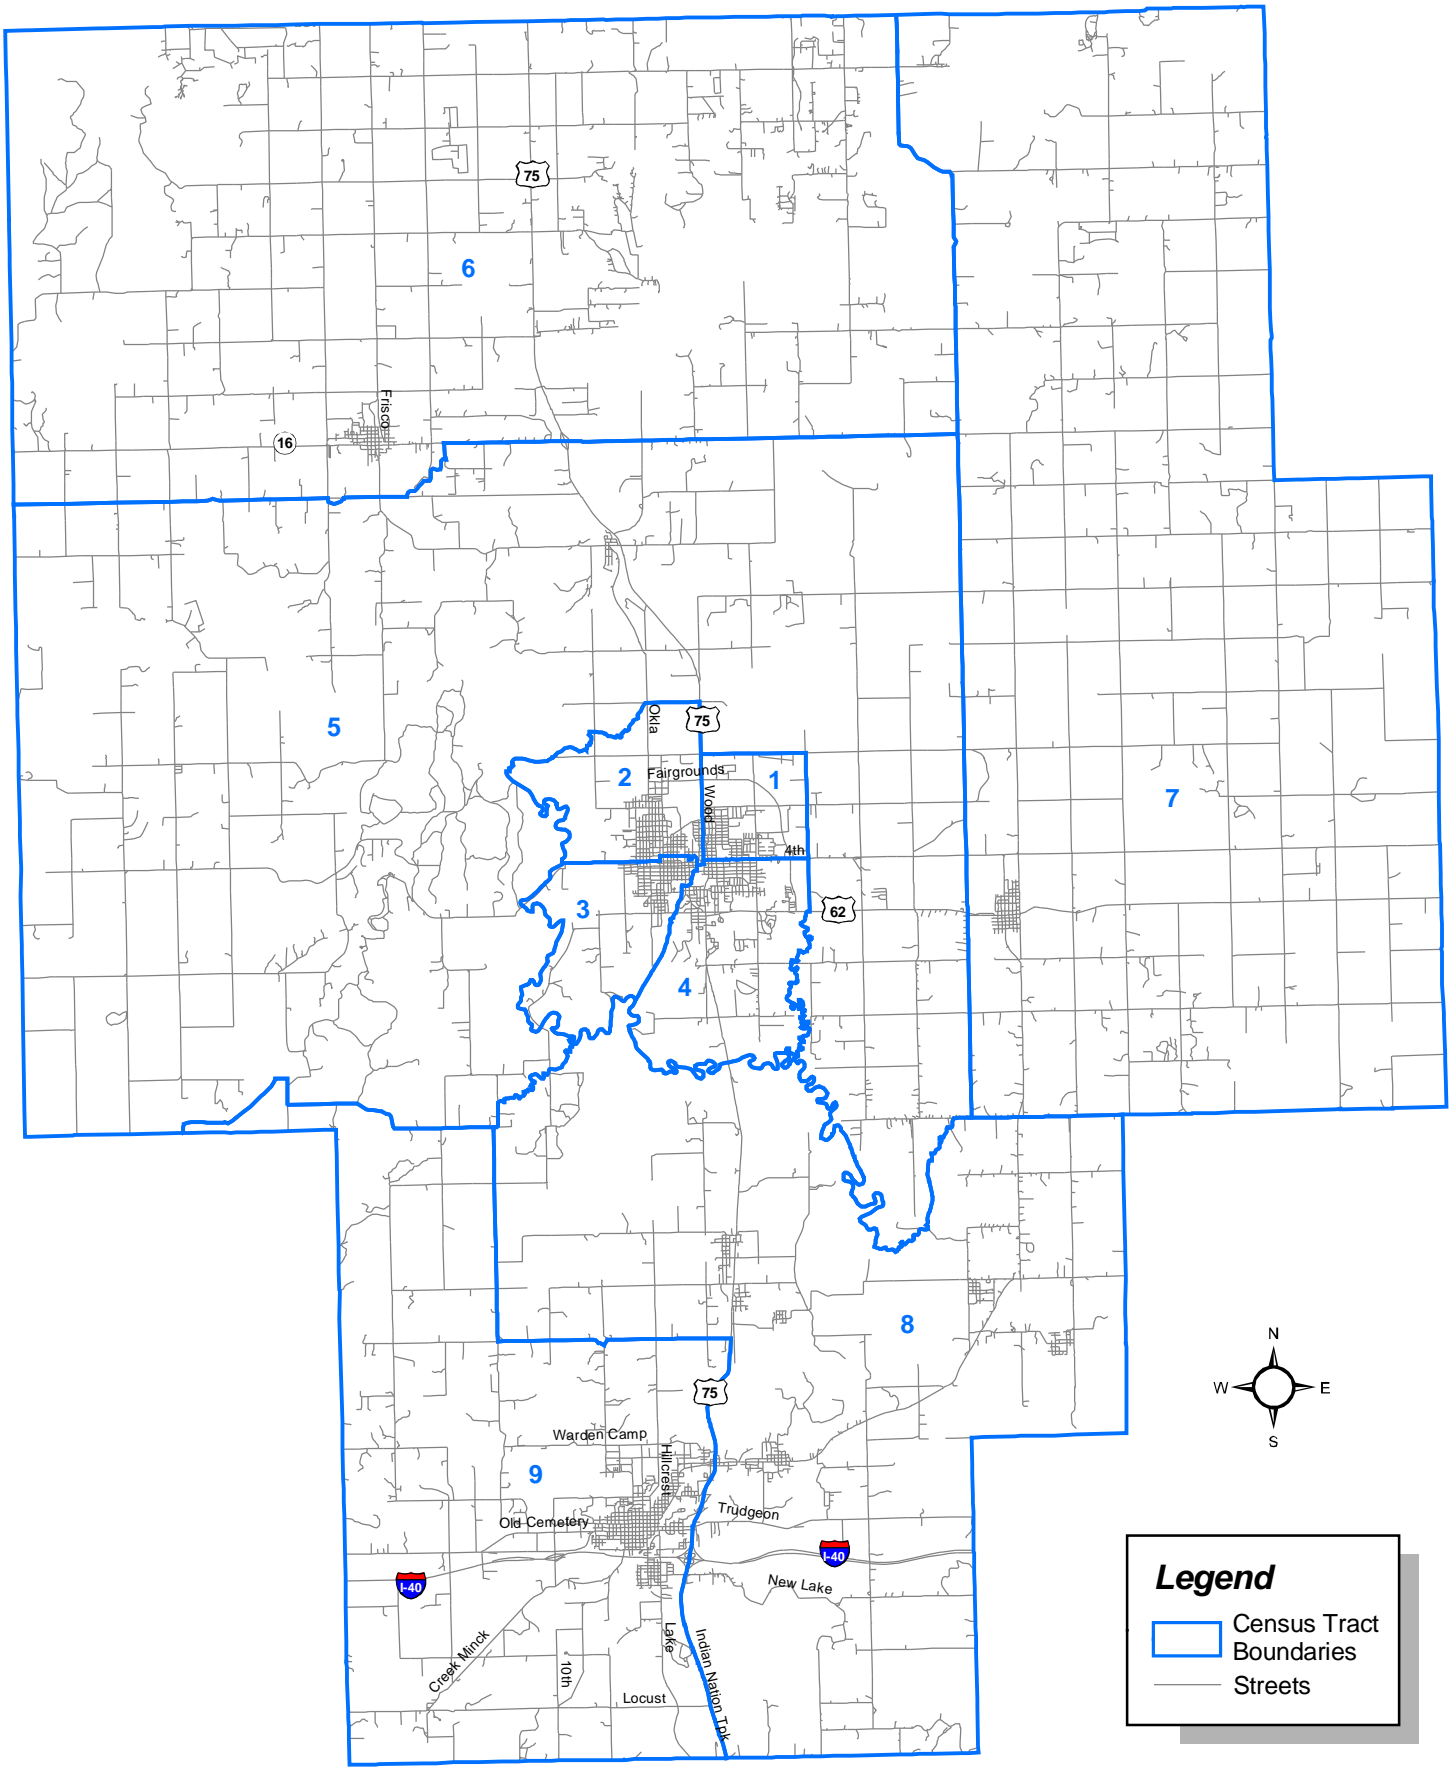 75
6
Frisco
16
5
Okla
75
2
Fairgrounds
1
Wood
7
4th
3
62
4
8
N
W
E
S
75
Warden Camp
Hillcrest
9
Trudgeon
Old Cemetery
I-40
I-40
New Lake
Lake
Indian Nation Tpk
Creek Minck
10th
Locust
Legend
Census Tract
Boundaries
Streets